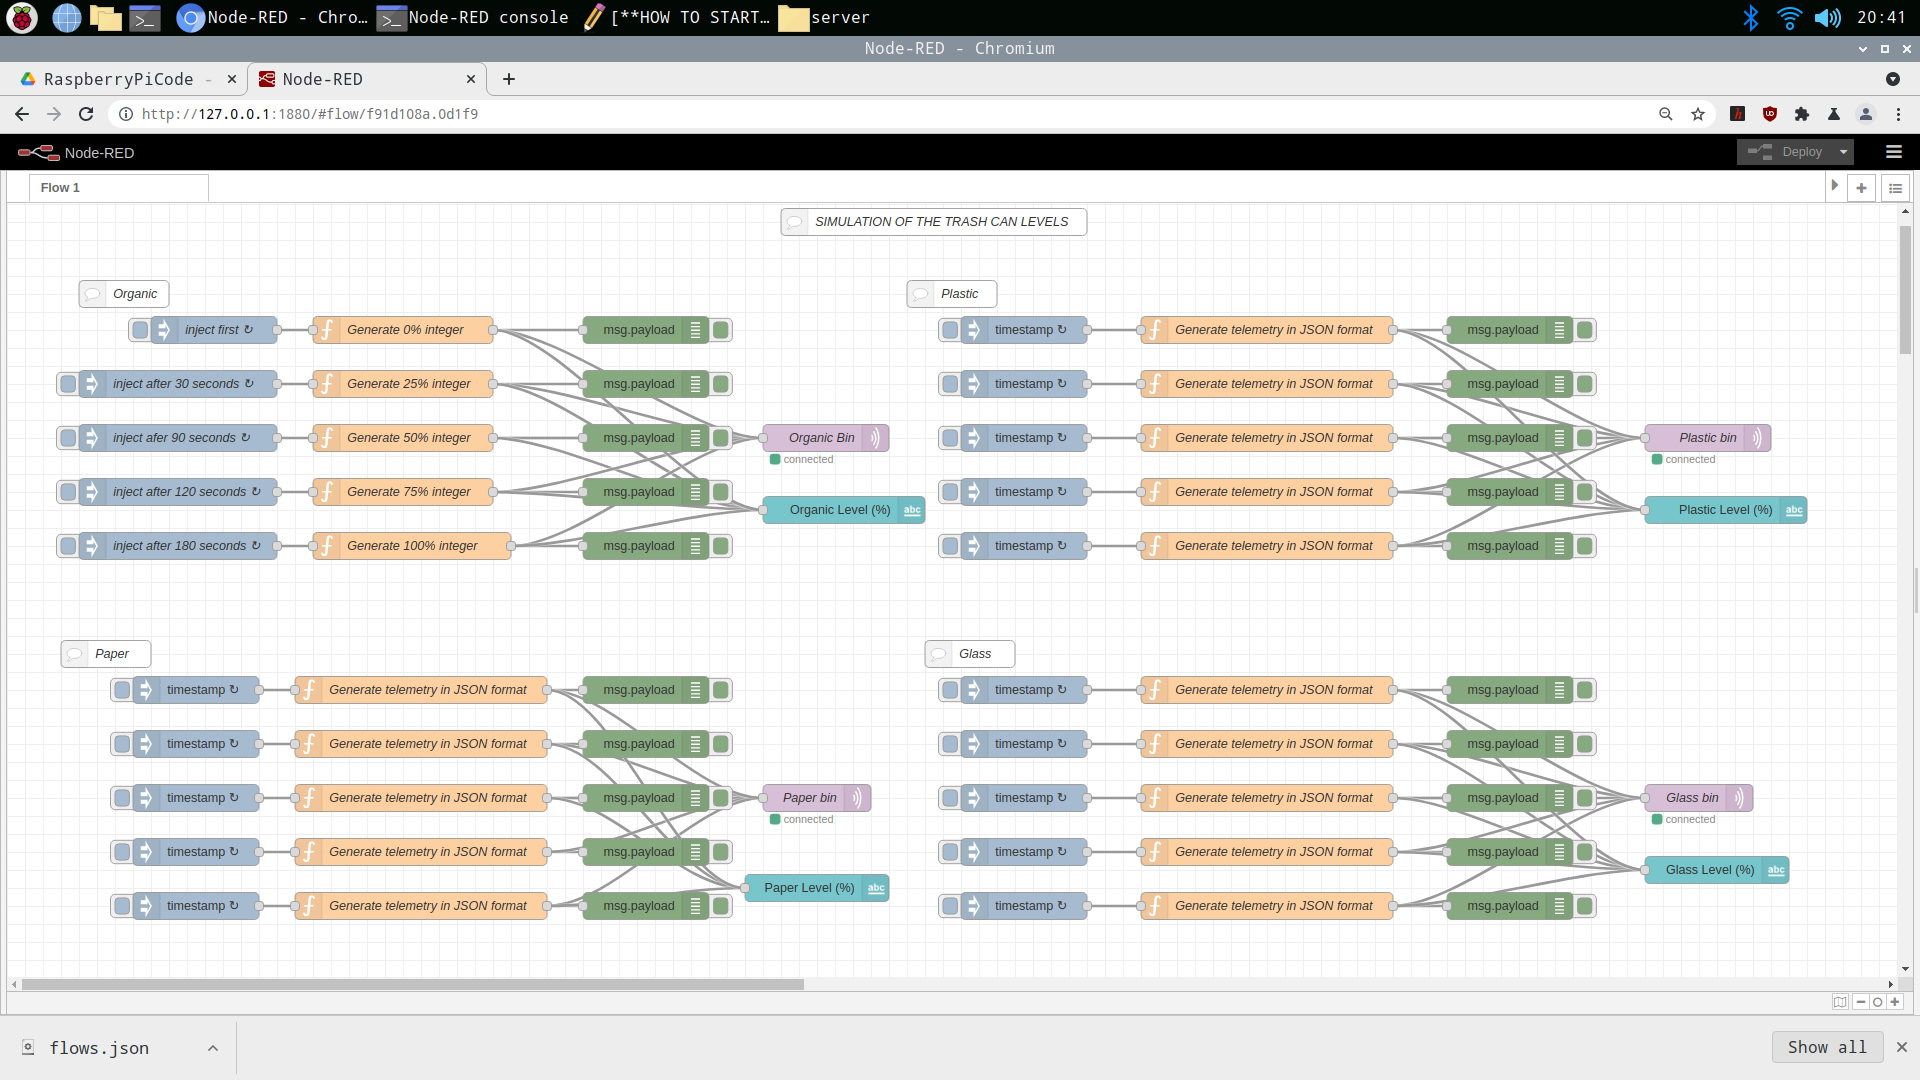 Node-RED - Chro...
Node-RED console
[**HOW TO START...
server
20:41
Node-RED - Chromium
RaspberryPiCode -
Node-RED
http://127.0.0.1:1880/#flow/f91d108a.0d1f9
Node-RED
Deploy
Flow 1
SIMULATION OF THE TRASH CAN LEVELS
Organic
inject first ↻
Generate 0% integer
msg.payload
inject after 30 seconds ↻
Generate 25% integer
msg.payload
inject afer 90 seconds ↻
Generate 50% integer
msg.payload
Organic Bin
connected
inject after 120 seconds ↻
Generate 75% integer
msg.payload
Organic Level (%)
abc
inject after 180 seconds ↻
Generate 100% integer
msg.payload
Plastic
timestamp ↻
Generate telemetry in JSON format
msg.payload
timestamp ↻
Generate telemetry in JSON format
msg.payload
timestamp ↻
Generate telemetry in JSON format
msg.payload
Plastic bin
connected
timestamp ↻
Generate telemetry in JSON format
msg.payload
Plastic Level (%)
abc
timestamp ↻
Generate telemetry in JSON format
msg.payload
Paper
timestamp ↻
Generate telemetry in JSON format
msg.payload
timestamp ↻
Generate telemetry in JSON format
msg.payload
timestamp ↻
Generate telemetry in JSON format
msg.payload
Paper bin
connected
timestamp ↻
Generate telemetry in JSON format
msg.payload
Paper Level (%)
abc
timestamp ↻
Generate telemetry in JSON format
msg.payload
Glass
timestamp ↻
Generate telemetry in JSON format
msg.payload
timestamp ↻
Generate telemetry in JSON format
msg.payload
timestamp ↻
Generate telemetry in JSON format
msg.payload
Glass bin
connected
timestamp ↻
Generate telemetry in JSON format
msg.payload
Glass Level (%)
abc
timestamp ↻
Generate telemetry in JSON format
msg.payload
flows.json
Show all